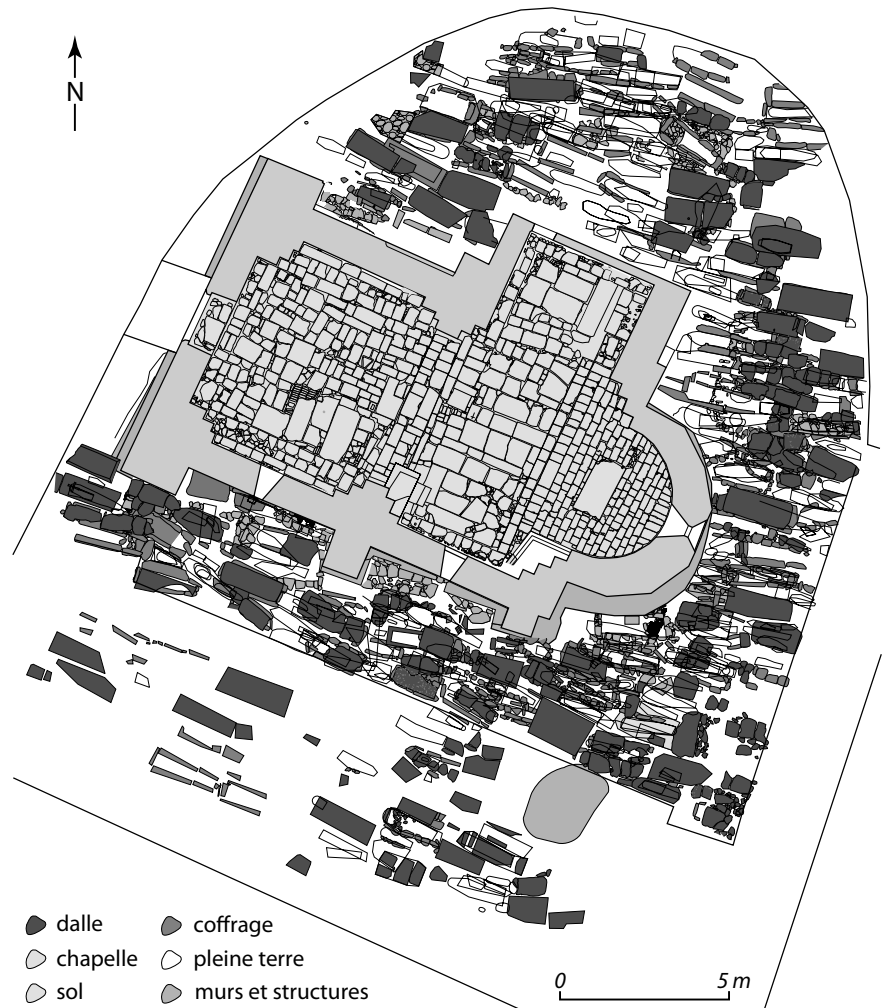 N
dalle
coffrage
chapelle
pleine terre
sol
murs et structures
0
5 m